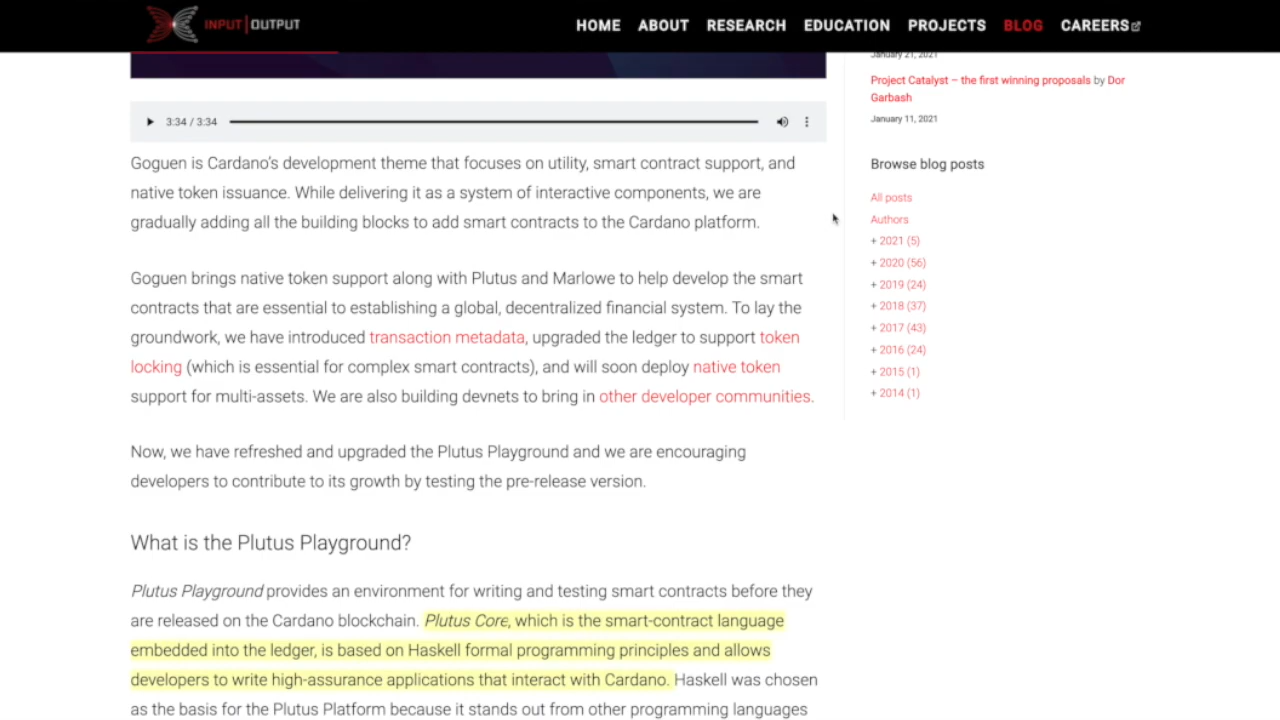 INPUT|OUTPUT
HOME ABOUT RESEARCH EDUCATION PROJECTS BLOG CAREERS
3:34 / 3:34
Goguen is Cardano's development theme that focuses on utility, smart contract support, and
native token issuance. While delivering it as a system of interactive components, we are
gradually adding all the building blocks to add smart contracts to the Cardano platform.
Goguen brings native token support along with Plutus and Marlowe to help develop the smart
contracts that are essential to establishing a global, decentralized financial system. To lay the
groundwork, we have introduced transaction metadata, upgraded the ledger to support token
locking (which is essential for complex smart contracts), and will soon deploy native token
support for multi-assets. We are also building devnets to bring in other developer communities.
Now, we have refreshed and upgraded the Plutus Playground and we are encouraging
developers to contribute to its growth by testing the pre-release version.
What is the Plutus Playground?
Plutus Playground provides an environment for writing and testing smart contracts before they
are released on the Cardano blockchain. Plutus Core, which is the smart-contract language
embedded into the ledger, is based on Haskell formal programming principles and allows
developers to write high-assurance applications that interact with Cardano. Haskell was chosen
as the basis for the Plutus Platform because it stands out from other programming languages
January 21, 2021
Project Catalyst – the first winning proposals by Dor
Garbash
January 11, 2021
Browse blog posts
All posts
Authors
+ 2021 (5)
+ 2020 (56)
+ 2019 (24)
+ 2018 (37)
+ 2017 (43)
+ 2016 (24)
+ 2015 (1)
+ 2014 (1)